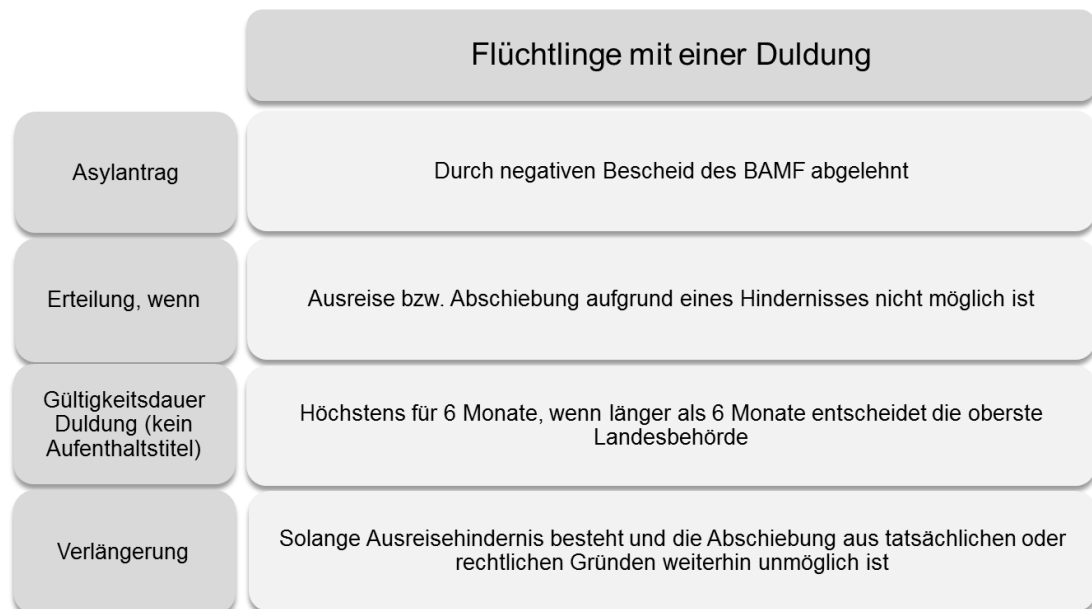 Flüchtlinge mit einer Duldung
Asylantrag
Durch negativen Bescheid des BAMF abgelehnt
Erteilung, wenn
Ausreise bzw. Abschiebung aufgrund eines Hindernisses nicht möglich ist
Gültigkeitsdauer
Duldung (kein
Aufenthaltstitel)
Höchstens für 6 Monate, wenn länger als 6 Monate entscheidet die oberste
Landesbehörde
Verlängerung
Solange Ausreisehindernis besteht und die Abschiebung aus tatsächlichen oder
rechtlichen Gründen weiterhin unmöglich ist